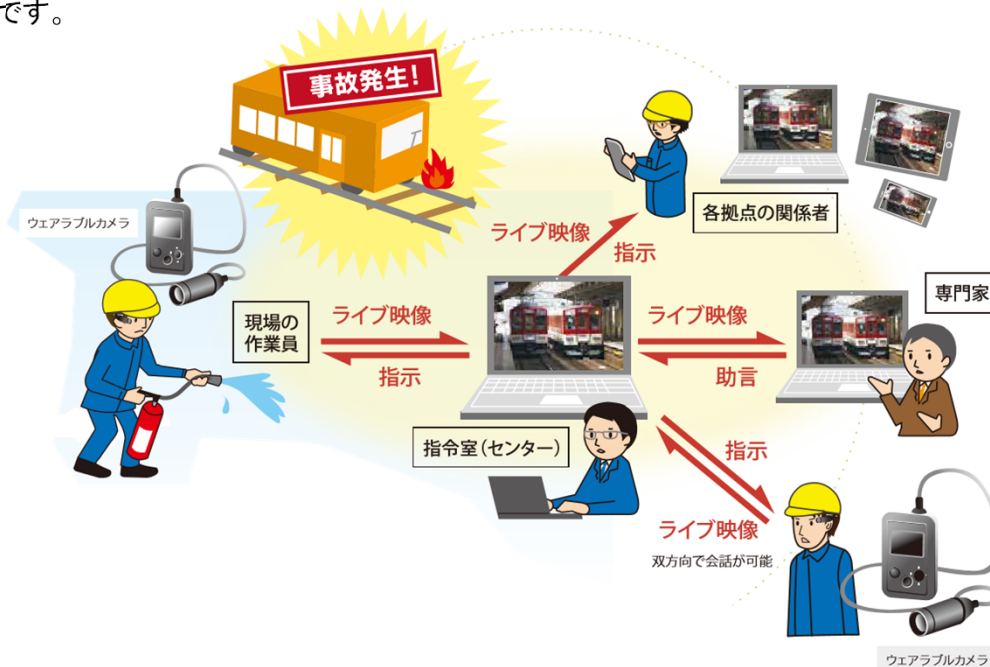 です。
事故発生!
ウェアラブルカメラ
各拠点の関係者
ライブ映像
指示
専門家
現場の
作業員
ライブ映像
指示
ライブ映像
助言
指令室(センター)
指示
ライブ映像
双方向で会話が可能
ウェアラブルカメラ